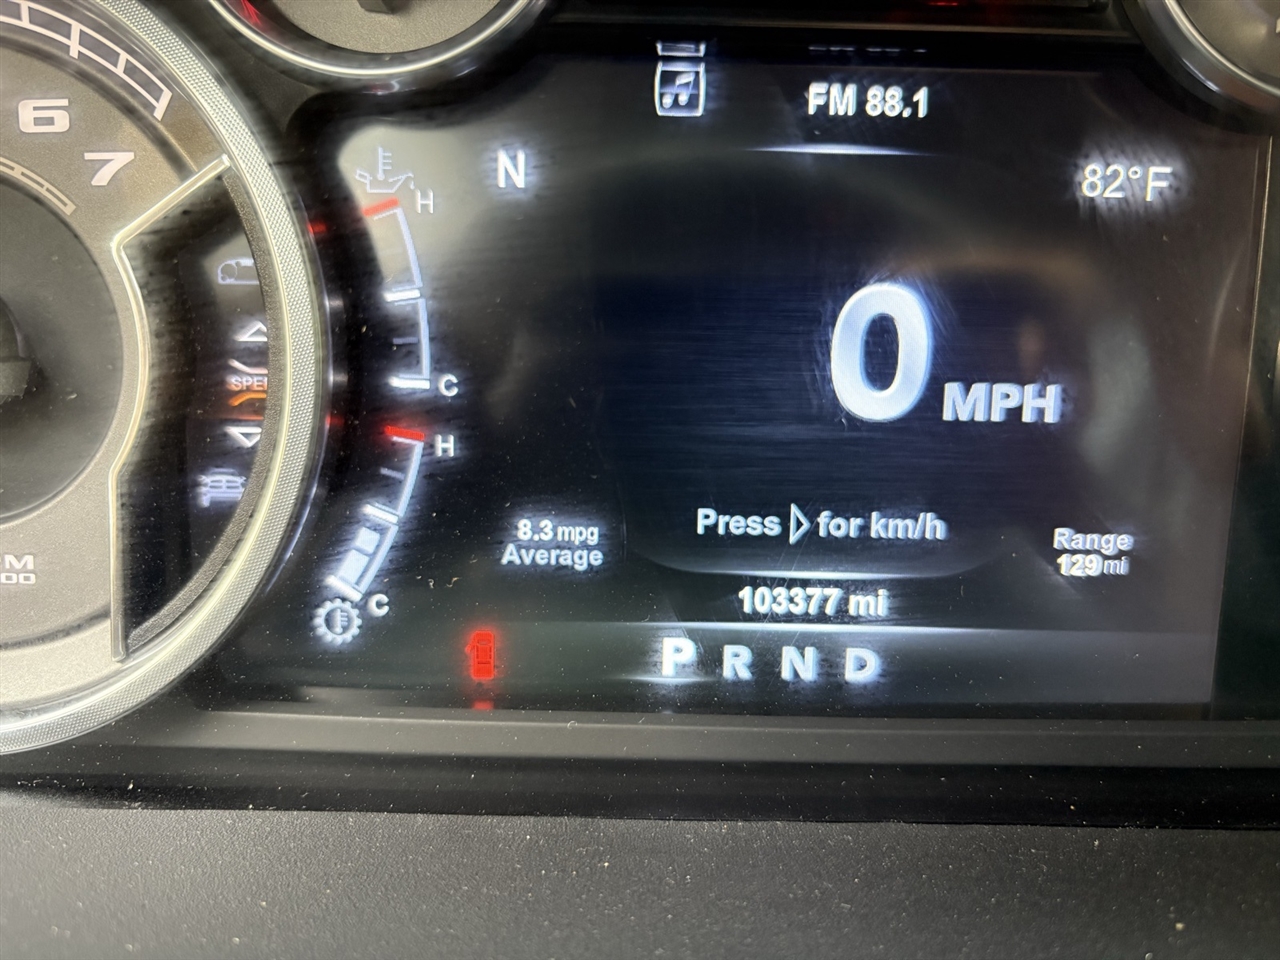 6
7
FM 88.1
N
82°F
H
0 MPH
C
H
8.3 mpg
Average
Press ▷ for km/h
Range
129 mi
C
103377 mi
P R N D